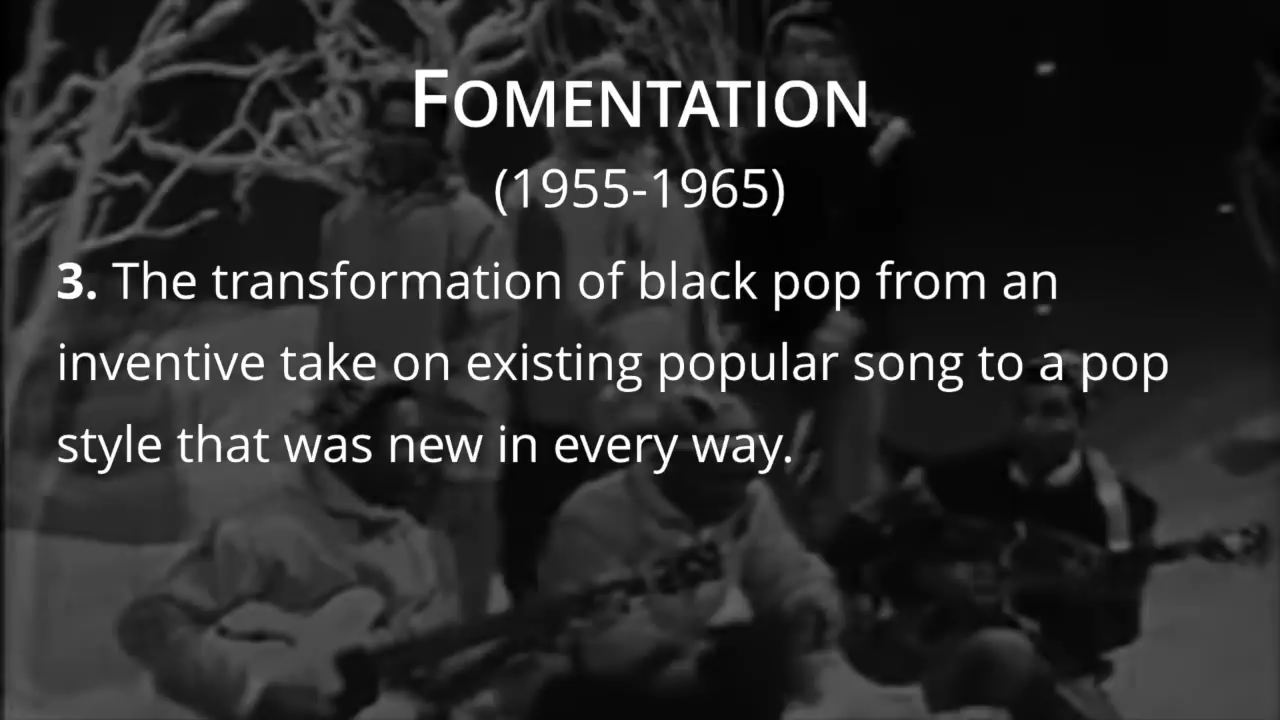 FOMENTATION
(1955-1965)
3. The transformation of black pop from an
inventive take on existing popular song to a pop
style that was new in every way.